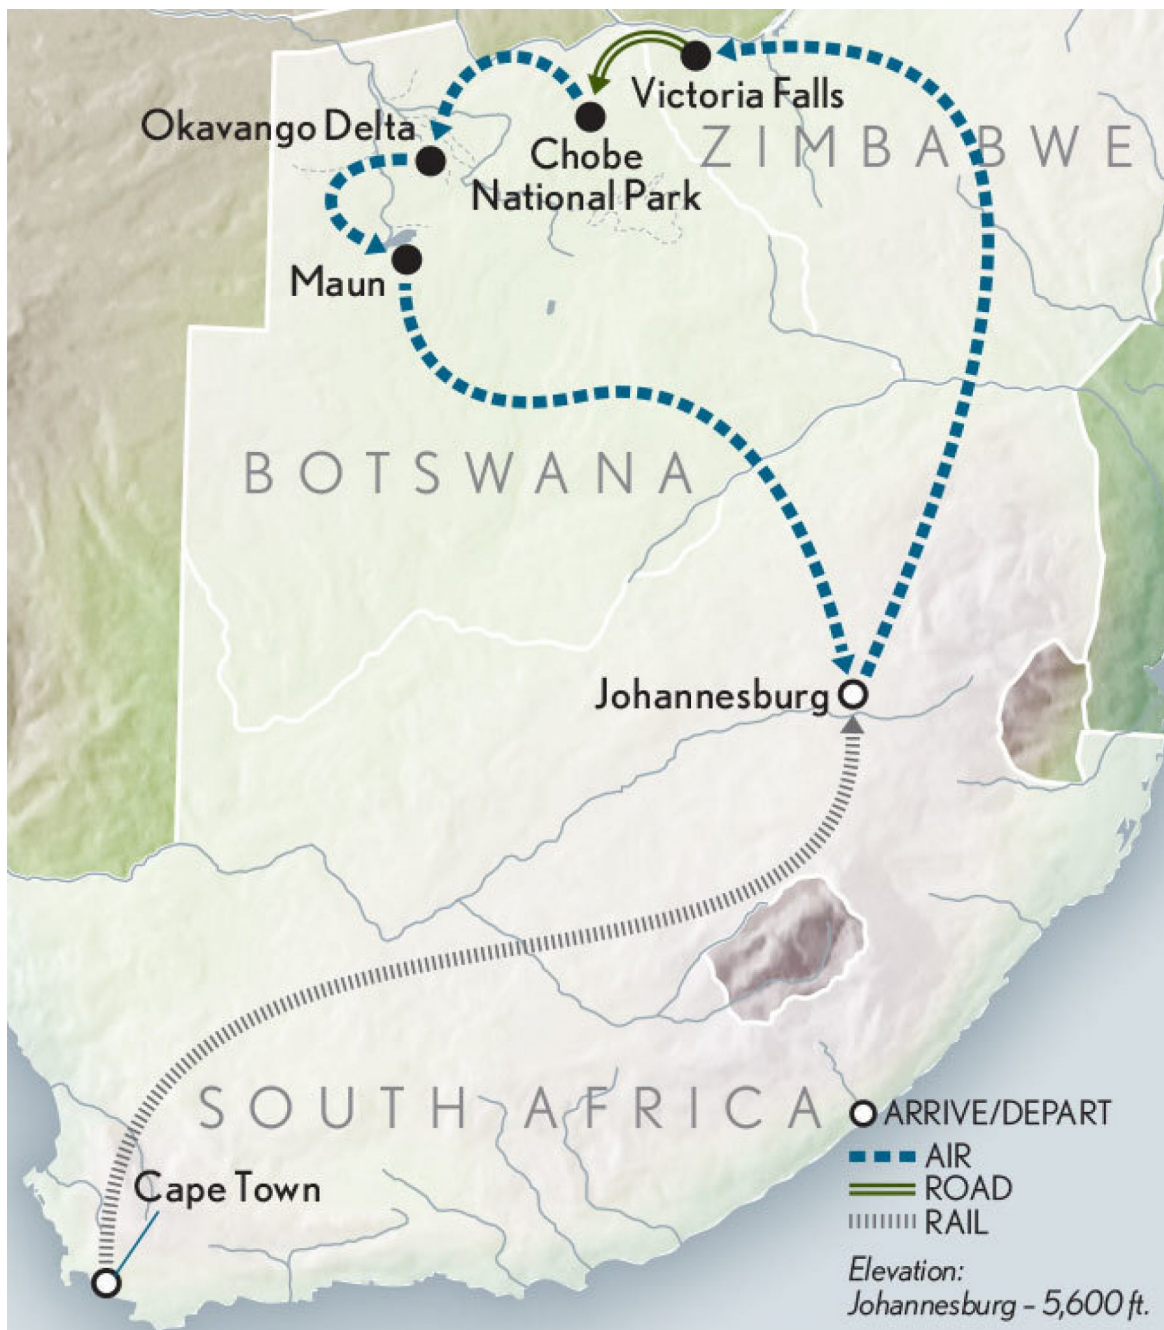 Victoria Falls
Okavango Delta
ZIMBABWE
Chobe
National Park
Maun
BOTSWANA
Johannesburg
SOUTH AFRICA
Cape Town
ARRIVE/DEPART
AIR
ROAD
RAIL
Elevation:
Johannesburg – 5,600 ft.